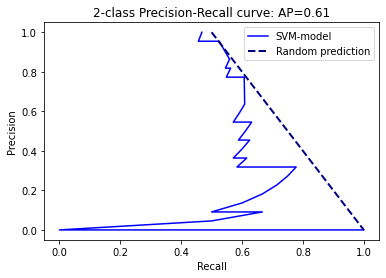 2-class Precision-Recall curve: AP=0.61
SVM-model
Random prediction
Precision
1.0
0.8
0.6
0.4
0.2
0.0
0.0 0.2 0.4 0.6 0.8 1.0
Recall